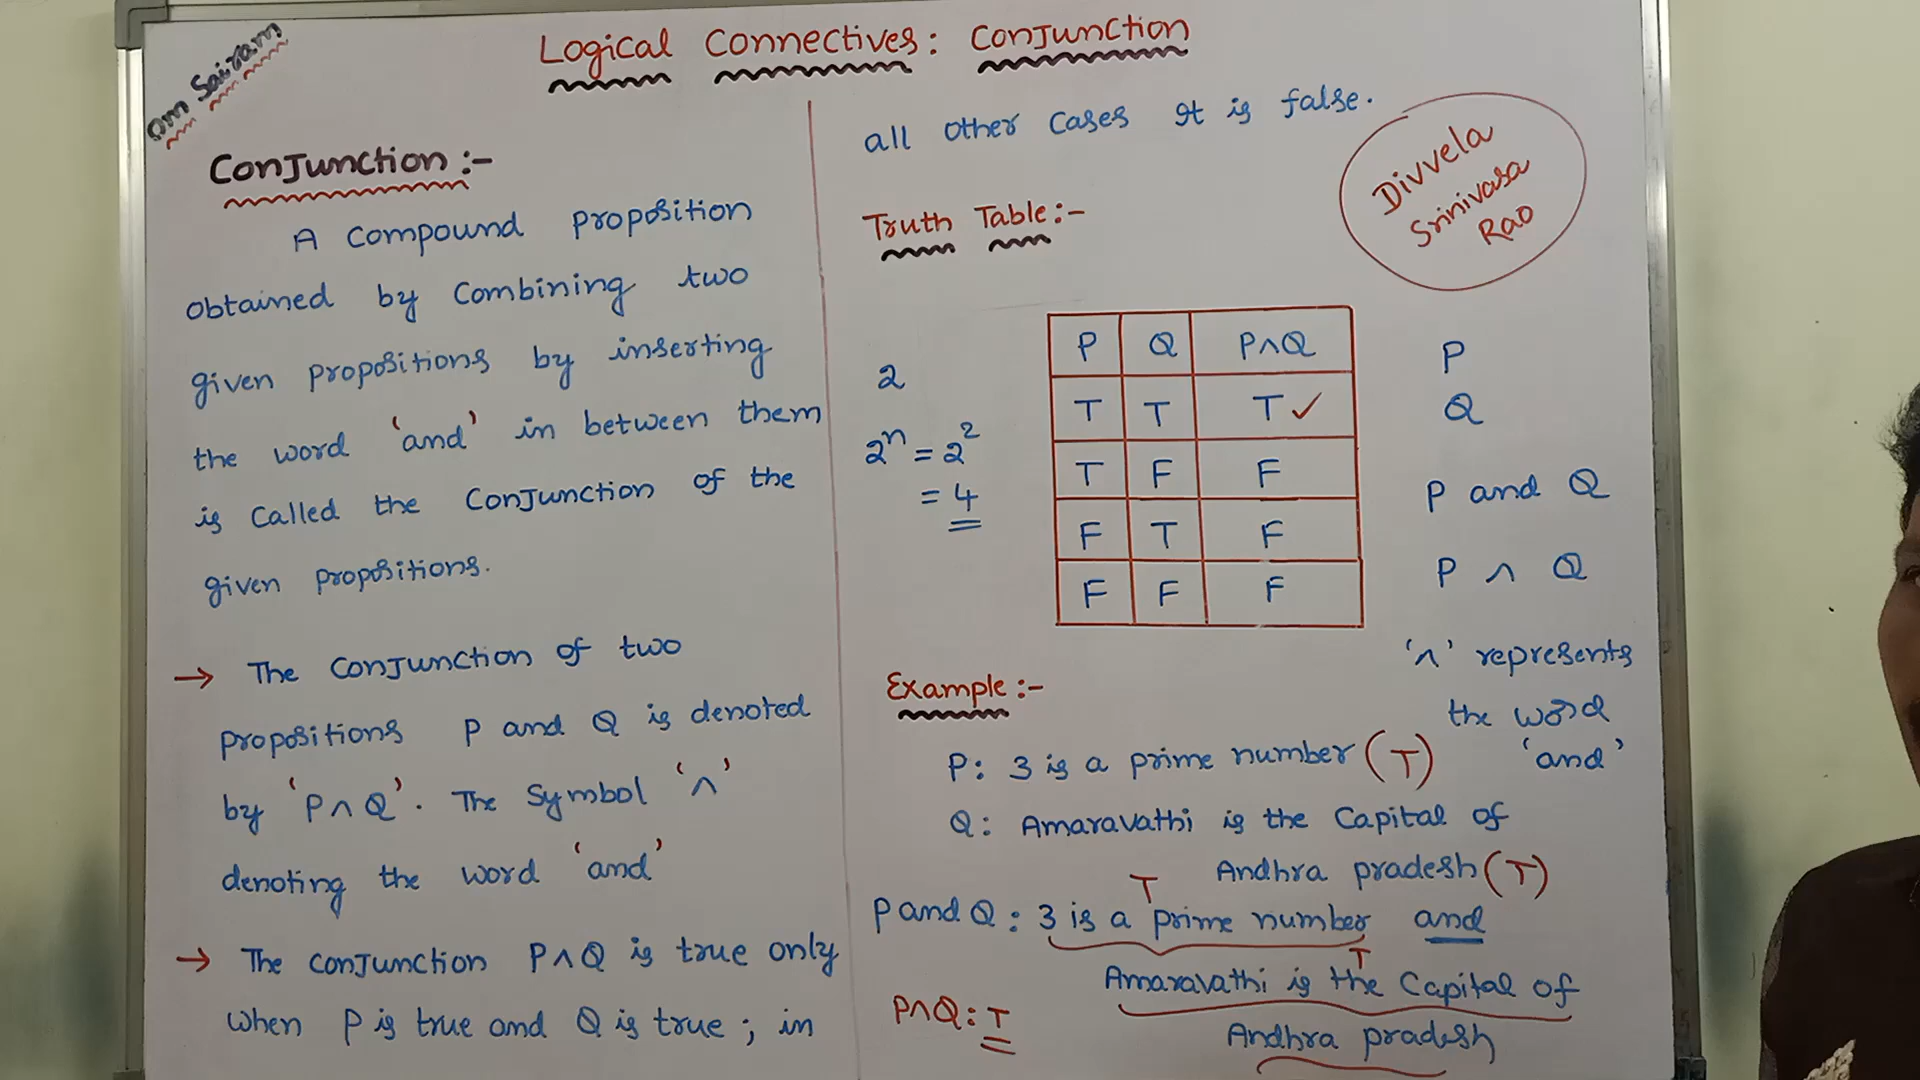 Om Sairam
Logical Connectives: Conjunction
Conjunction:-
A compound proposition
obtained by combining two
given propositions by inserting
the word 'and' in between them
is called the Conjunction of the
given propositions.
→ The Conjunction of two
propositions P and Q is denoted
by 'P∧Q'. The Symbol '∧'
denoting the word 'and'
→ The conjunction P∧Q is true only
when P is true and Q is true; in
all other cases It is false.
Divvela
Srinivasa
Rao
Truth Table:-
2
2ⁿ = 2²
= 4
P Q P∧Q
T T T ✓
T F F
F T F
F F F
P
Q
P and Q
P ∧ Q
'∧' represents
the word
'and'
Example:-
P: 3 is a prime number (T)
Q: Amaravathi is the Capital of
Andhra pradesh (T)
T
P and Q: 3 is a prime number and
T
Amaravathi is the Capital of
Andhra pradesh
P∧Q: T